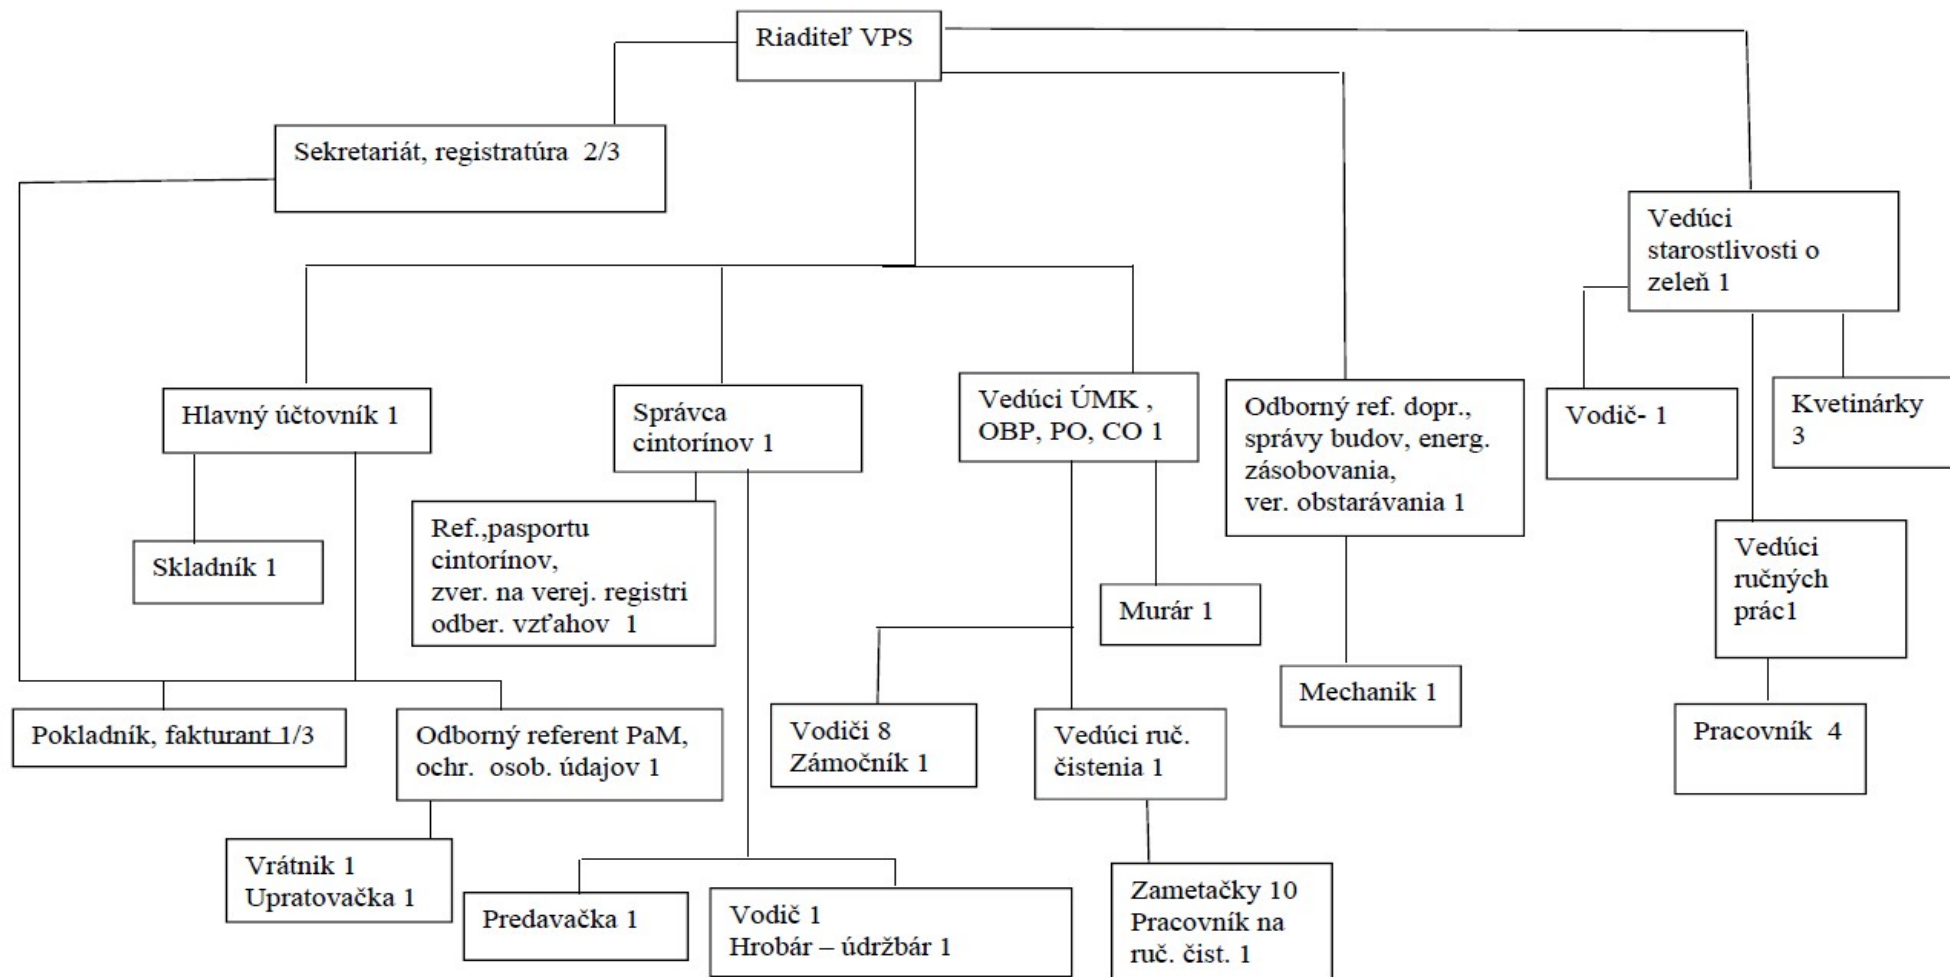 Riaditeľ VPS
Sekretariát, registratúra 2/3
Vedúci
starostlivosti o
zeleň 1
Hlavný účtovník 1
Správca
cintorínov 1
Vedúci ÚMK ,
OBP, PO, CO 1
Odborný ref. dopr.,
správy budov, energ.
zásobovania,
ver. obstarávania 1
Vodič- 1
Kvetinárky
3
Skladník 1
Ref.,pasportu
cintorínov,
zver. na verej. registri
odber. vzťahov 1
Murár 1
Vedúci
ručných
prác1
Mechanik 1
Pokladník, fakturant 1/3
Odborný referent PaM,
ochr. osob. údajov 1
Vodiči 8
Zámočník 1
Vedúci ruč.
čistenia 1
Pracovník 4
Vrátnik 1
Upratovačka 1
Predavačka 1
Vodič 1
Hrobár – údržbár 1
Zametačky 10
Pracovník na
ruč. čist. 1